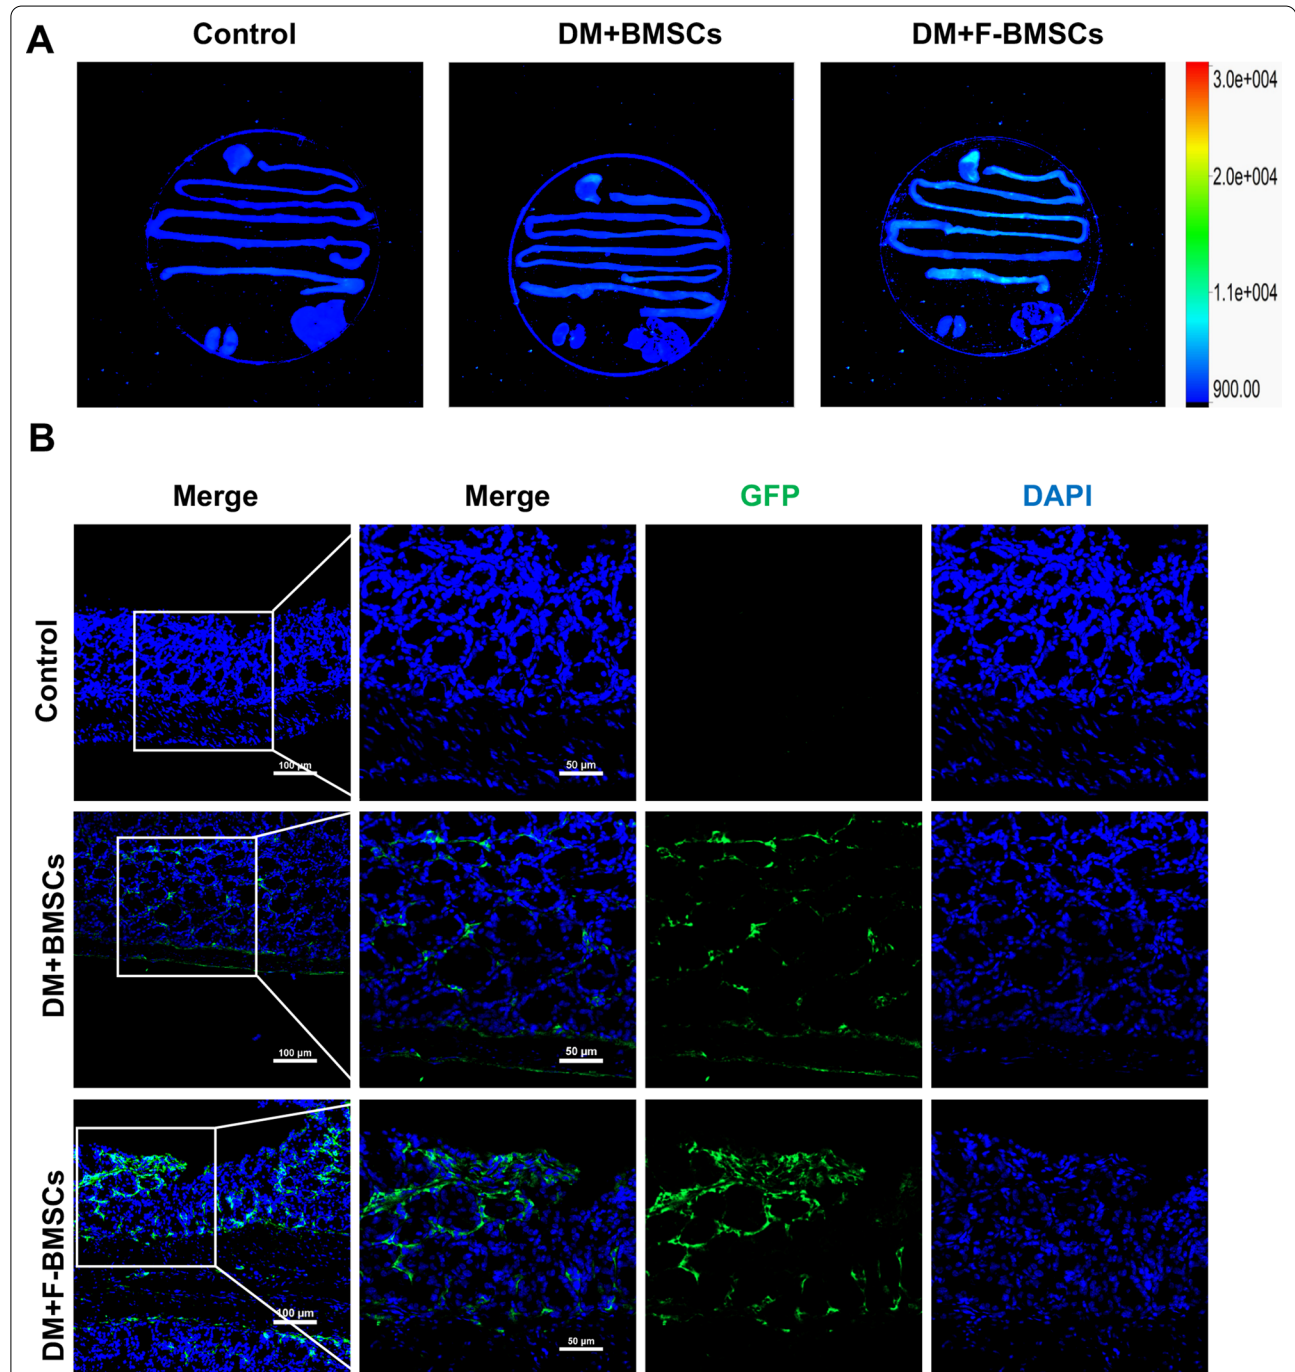 A
Control
DM+BMSCs
DM+F-BMSCs
3.0e+004
2.0e+004
1.1e+004
900.00
B
Merge
Merge
GFP
DAPI
Control
100 µm
50 µm
DM+BMSCs
100 µm
50 µm
DM+F-BMSCs
100 µm
50 µm